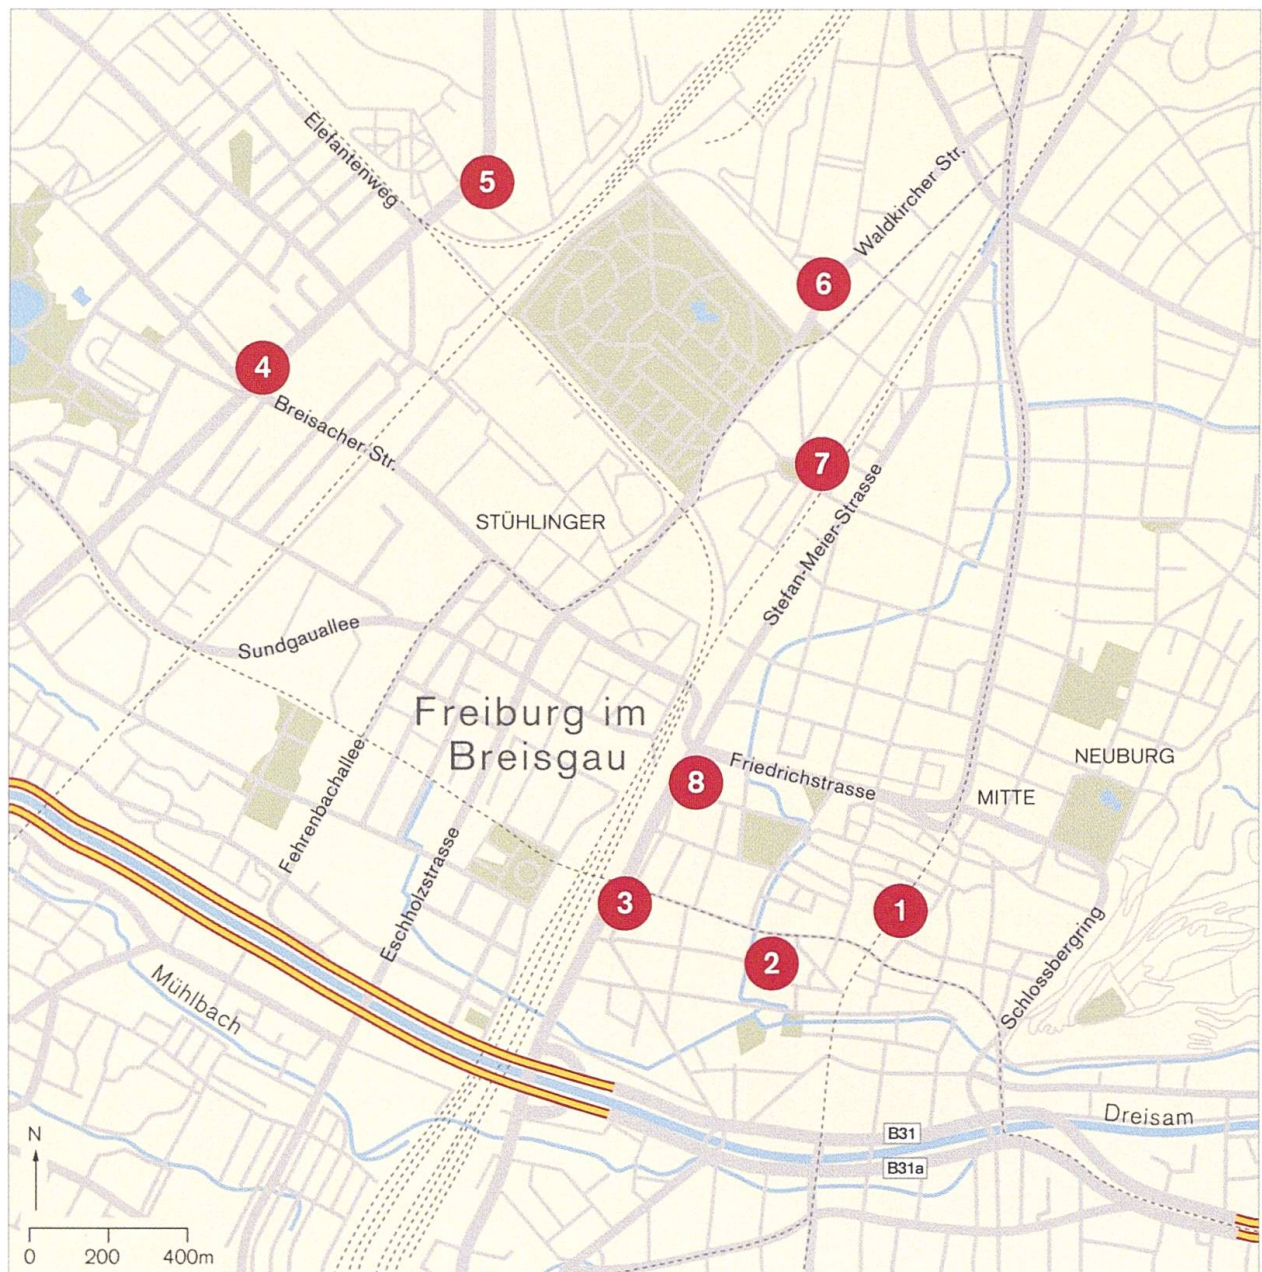 Elefantenweg
5
Waldkircher Str.
6
4
Breisacher Str.
7
STÜHLINGER
Stefan-Meier-Strasse
Sundgauallee
Freiburg im
Breisgau
Friedrichstrasse
8
NEUBURG
MITTE
Fehrenbachallee
Eschholzstrasse
3
1
2
Schlossbergring
Mühlbach
Dreisam
B31
B31a
N
0 200 400m